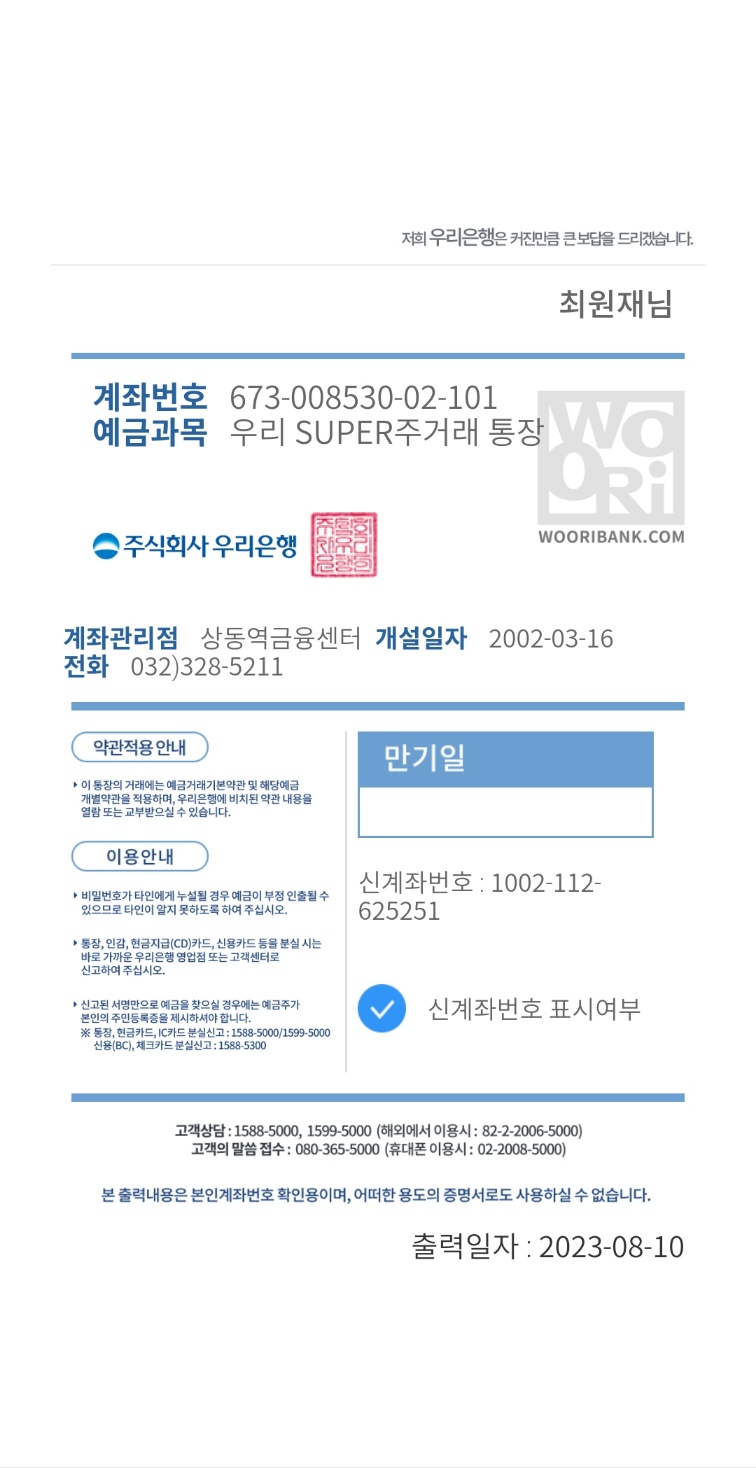 저희 우리은행은 커진만큼 큰 보답을 드리겠습니다.
최원재님
계좌번호 673-008530-02-101
예금과목 우리 SUPER주거래 통장
WOORi
WOORIBANK.COM
주식회사 우리은행
계좌관리점 상동역금융센터 개설일자 2002-03-16
전화 032)328-5211
약관적용 안내
이 통장의 거래에는 예금거래기본약관 및 해당예금
개별약관을 적용하며, 우리은행에 비치된 약관 내용을
열람 또는 교부받으실 수 있습니다.
이용안내
비밀번호가 타인에게 누설될 경우 예금이 부정 인출될 수
있으므로 타인이 알지 못하도록 하여 주십시오.
통장, 인감, 현금지급(CD)카드, 신용카드 등을 분실 시는
바로 가까운 우리은행 영업점 또는 고객센터로
신고하여 주십시오.
신고된 서명만으로 예금을 찾으실 경우에는 예금주가
본인의 주민등록증을 제시하셔야 합니다.
※ 통장, 현금카드, IC카드 분실신고 : 1588-5000/1599-5000
신용(BC), 체크카드 분실신고 : 1588-5300
만기일
신계좌번호 : 1002-112-
625251
신계좌번호 표시여부
고객상담 : 1588-5000, 1599-5000 (해외에서 이용시 : 82-2-2006-5000)
고객의 말씀 접수 : 080-365-5000 (휴대폰 이용시 : 02-2008-5000)
본 출력내용은 본인계좌번호 확인용이며, 어떠한 용도의 증명서로도 사용하실 수 없습니다.
출력일자 : 2023-08-10